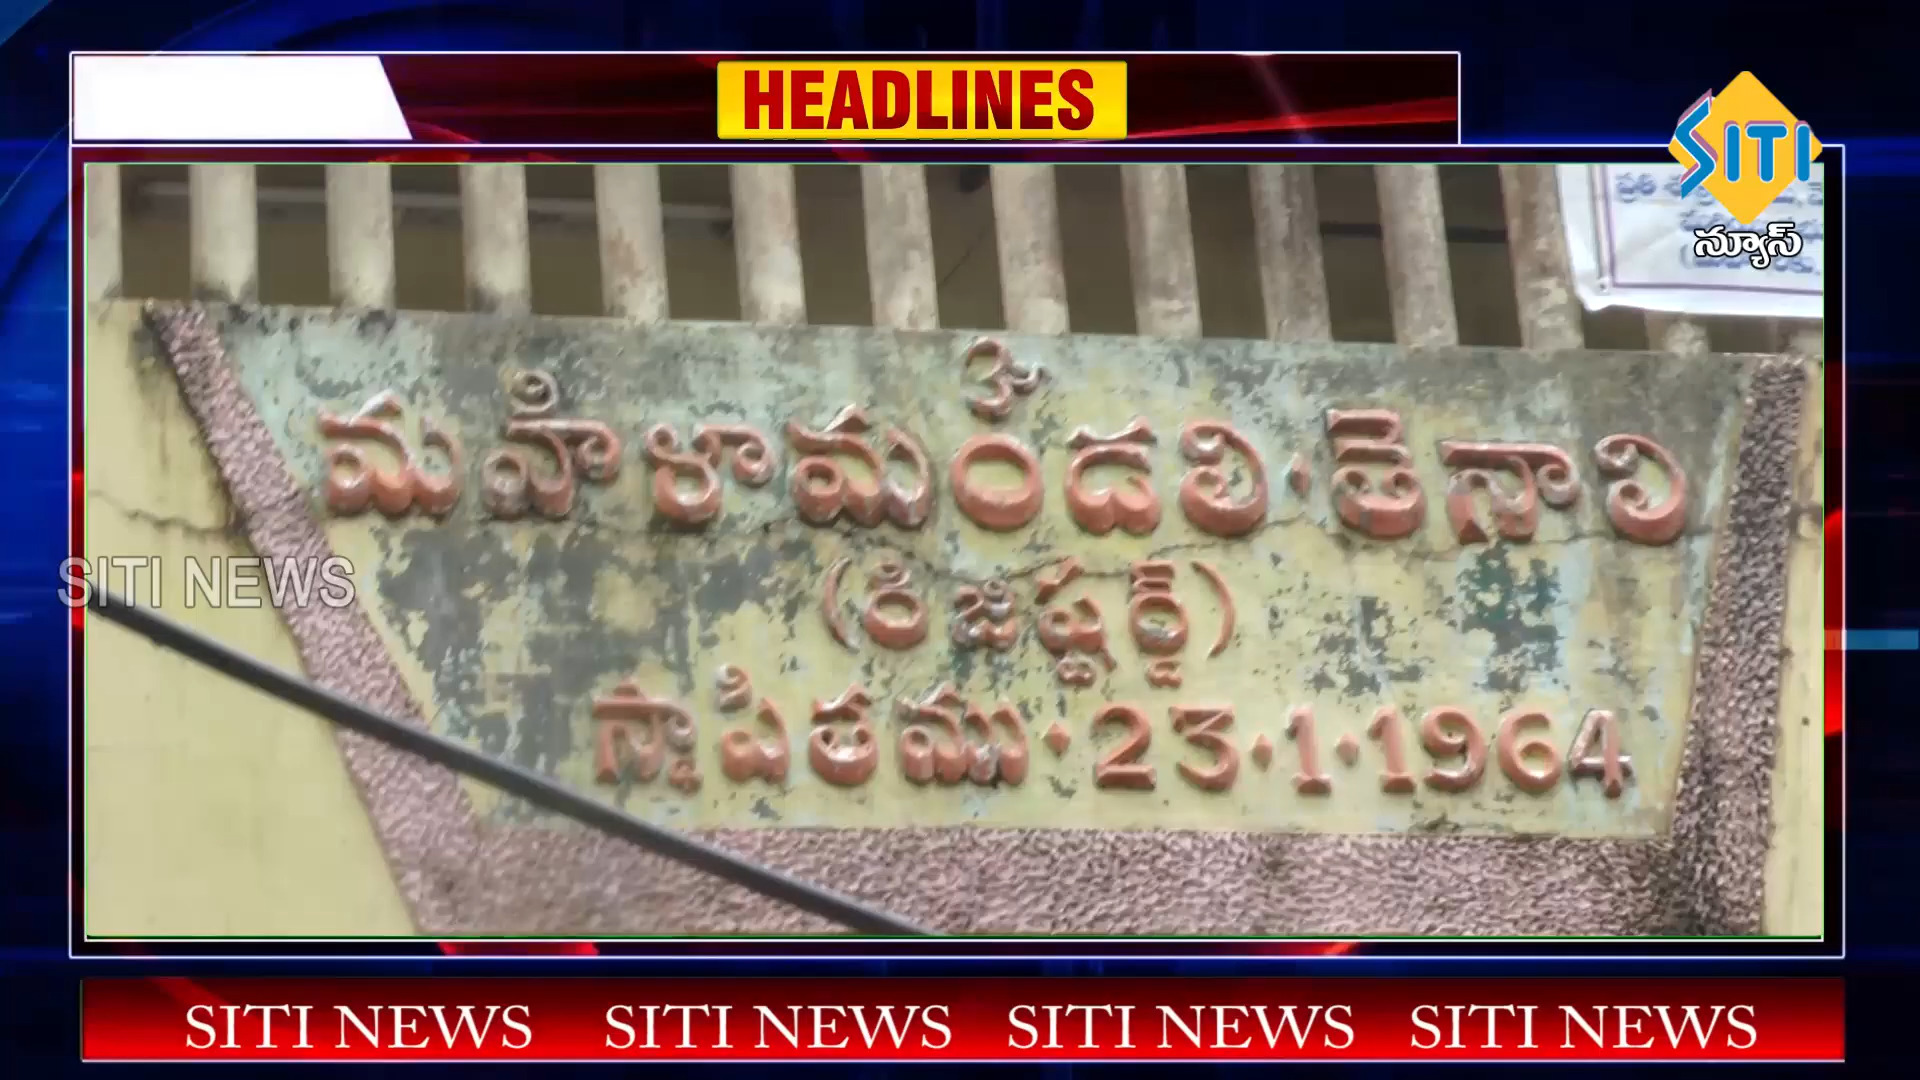 HEADLINES
SITI
న్యూస్
ప్రతి
ఓం
మహిళామండలి·తెనాలి
SITI NEWS
(రిజిష్టర్డ్)
స్థాపితము·23·1·1964
SITI NEWS SITI NEWS SITI NEWS SITI NEWS